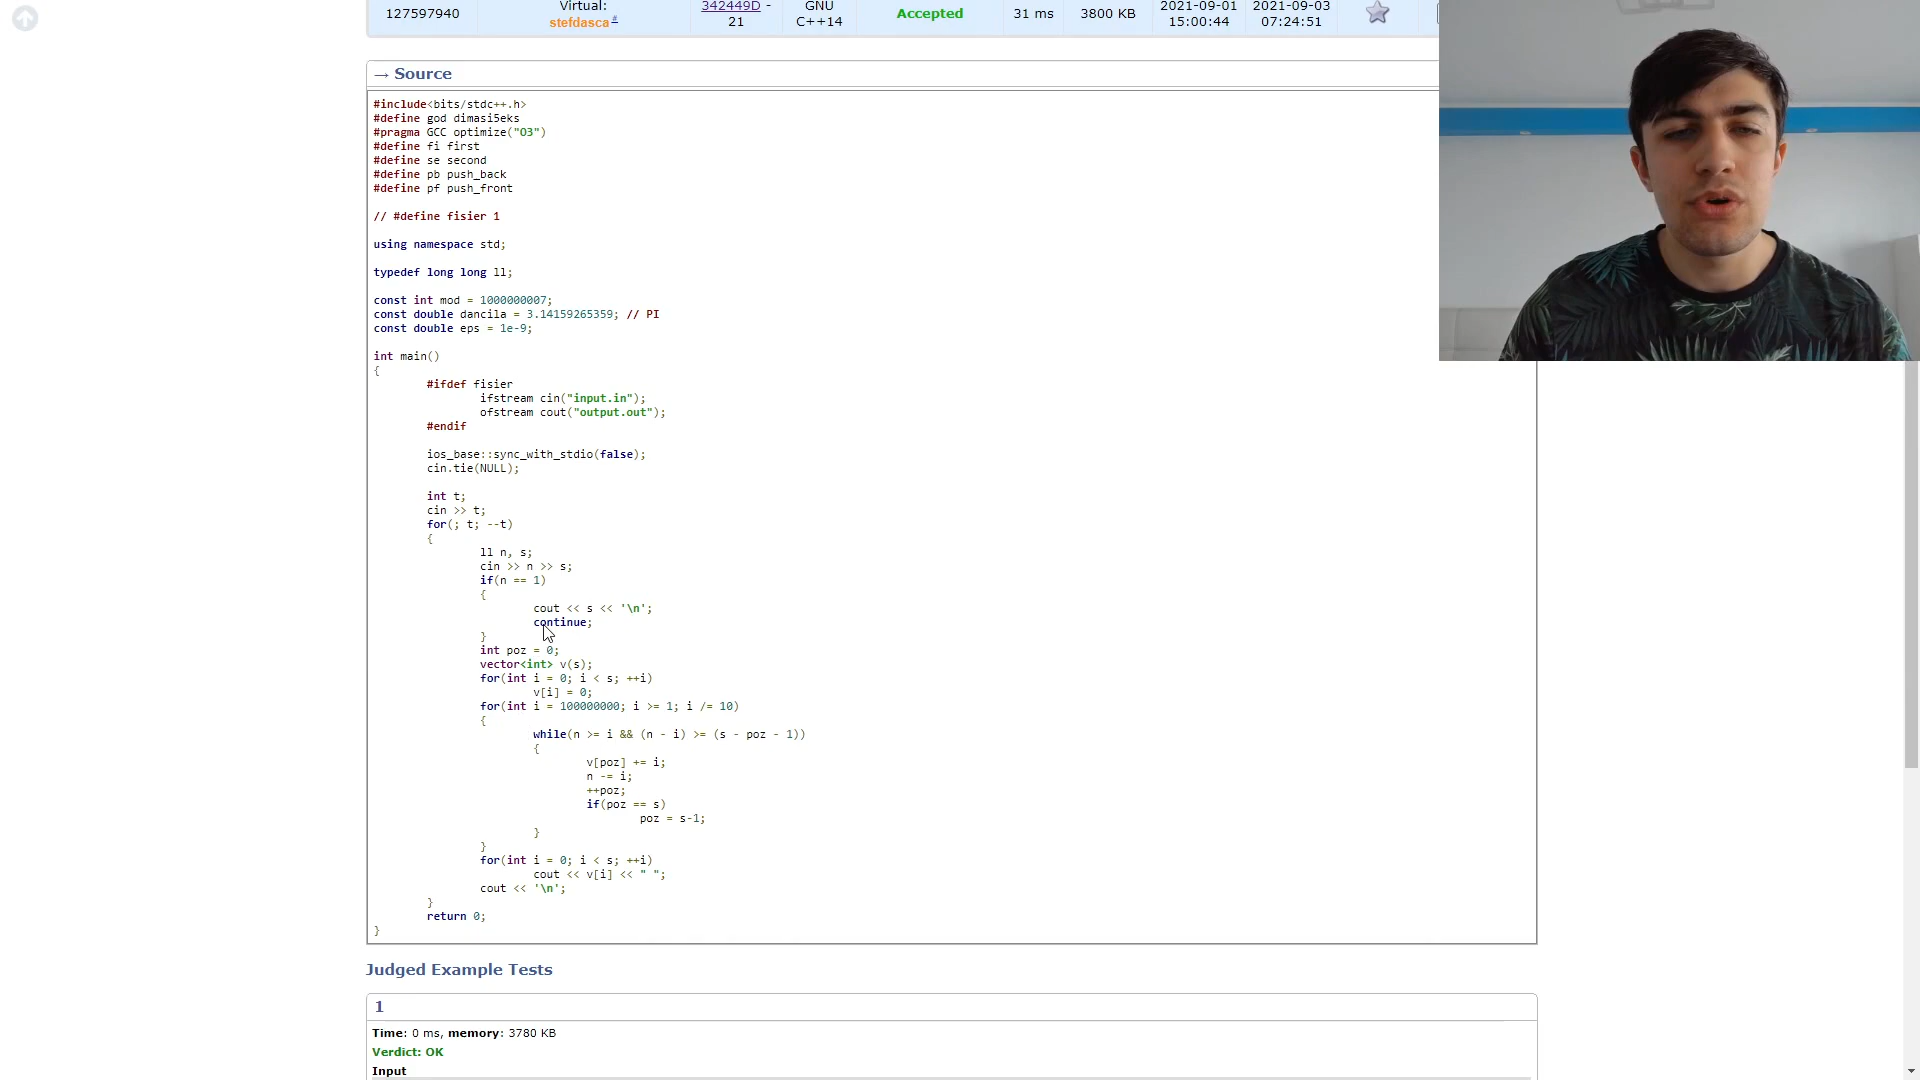 127597940 Virtual: stefdasca# 342449D - 21 GNU C++14 Accepted 31 ms 3800 KB 2021-09-01 15:00:44 2021-09-03 07:24:51
→ Source
#include<bits/stdc++.h>
#define god dimasi5eks
#pragma GCC optimize("O3")
#define fi first
#define se second
#define pb push_back
#define pf push_front
// #define fisier 1
using namespace std;
typedef long long ll;
const int mod = 1000000007;
const double dancila = 3.14159265359; // PI
const double eps = 1e-9;
int main()
{
#ifdef fisier
ifstream cin("input.in");
ofstream cout("output.out");
#endif
ios_base::sync_with_stdio(false);
cin.tie(NULL);
int t;
cin >> t;
for(; t; --t)
{
ll n, s;
cin >> n >> s;
if(n == 1)
{
cout << s << '\n';
continue;
}
int poz = 0;
vector<int> v(s);
for(int i = 0; i < s; ++i)
v[i] = 0;
for(int i = 100000000; i >= 1; i /= 10)
{
while(n >= i && (n - i) >= (s - poz - 1))
{
v[poz] += i;
n -= i;
++poz;
if(poz == s)
poz = s-1;
}
}
for(int i = 0; i < s; ++i)
cout << v[i] << " ";
cout << '\n';
}
return 0;
}
Judged Example Tests
1
Time: 0 ms, memory: 3780 KB
Verdict: OK
Input